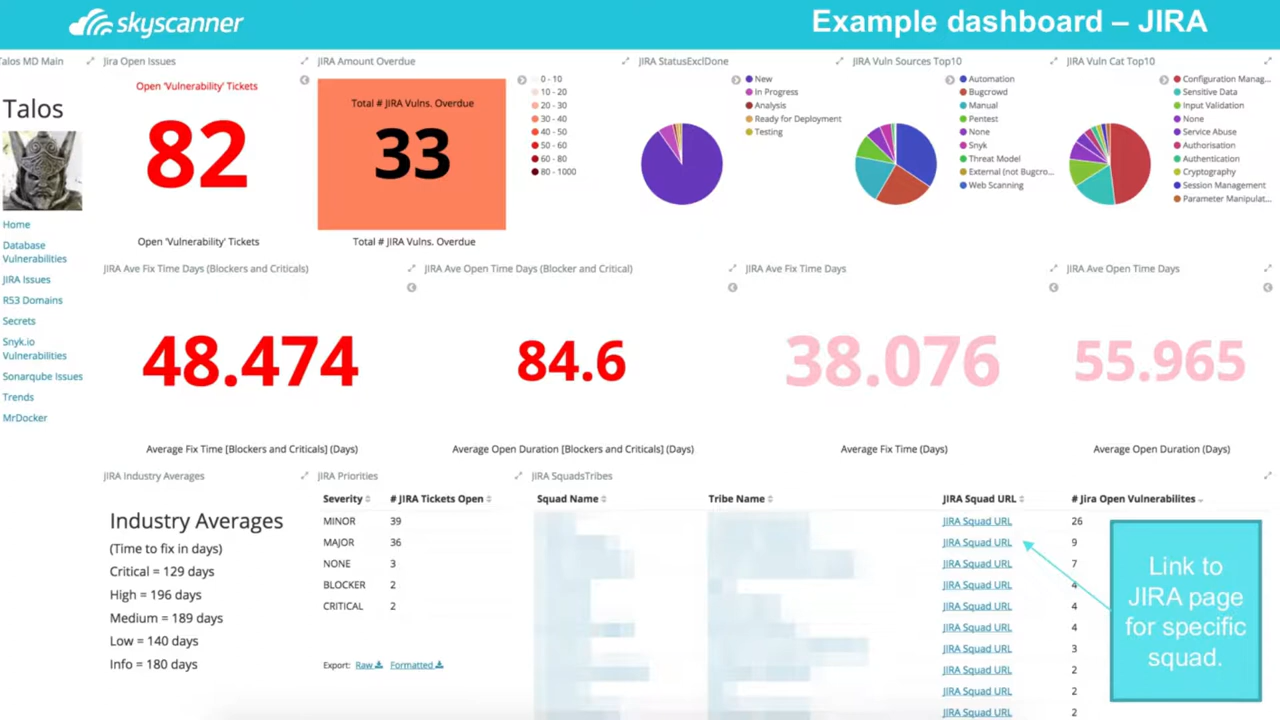 skyscanner
Example dashboard – JIRA
Talos MD Main
Jira Open Issues
JIRA Amount Overdue
JIRA StatusExclDone
JIRA Vuln Sources Top10
JIRA Vuln Cat Top10
Talos
Home
Database
Vulnerabilities
JIRA Issues
R53 Domains
Secrets
Snyk.io
Vulnerabilities
Sonarqube Issues
Trends
MrDocker
Open 'Vulnerability' Tickets
82
Open 'Vulnerability' Tickets
Total # JIRA Vulns. Overdue
33
Total # JIRA Vulns. Overdue
0 - 10
10 - 20
20 - 30
30 - 40
40 - 50
50 - 60
60 - 80
80 - 1000
New
In Progress
Analysis
Ready for Deployment
Testing
Automation
Bugcrowd
Manual
Pentest
None
Snyk
Threat Model
External (not Bugcro...
Web Scanning
Configuration Manag...
Sensitive Data
Input Validation
None
Service Abuse
Authorisation
Authentication
Cryptography
Session Management
Parameter Manipulat...
JIRA Ave Fix Time Days (Blockers and Criticals)
48.474
Average Fix Time [Blockers and Criticals] (Days)
JIRA Ave Open Time Days (Blocker and Critical)
84.6
Average Open Duration [Blockers and Criticals] (Days)
JIRA Ave Fix Time Days
38.076
Average Fix Time (Days)
JIRA Ave Open Time Days
55.965
Average Open Duration (Days)
JIRA Industry Averages
Industry Averages
(Time to fix in days)
Critical = 129 days
High = 196 days
Medium = 189 days
Low = 140 days
Info = 180 days
JIRA Priorities
Severity # JIRA Tickets Open
MINOR 39
MAJOR 36
NONE 3
BLOCKER 2
CRITICAL 2
Export: Raw Formatted
JIRA SquadsTribes
Squad Name Tribe Name JIRA Squad URL # Jira Open Vulnerabilites
JIRA Squad URL 26
JIRA Squad URL 9
JIRA Squad URL 7
JIRA Squad URL 4
JIRA Squad URL 4
JIRA Squad URL 4
JIRA Squad URL 3
JIRA Squad URL 2
JIRA Squad URL 2
JIRA Squad URL 2
Link to
JIRA page
for specific
squad.